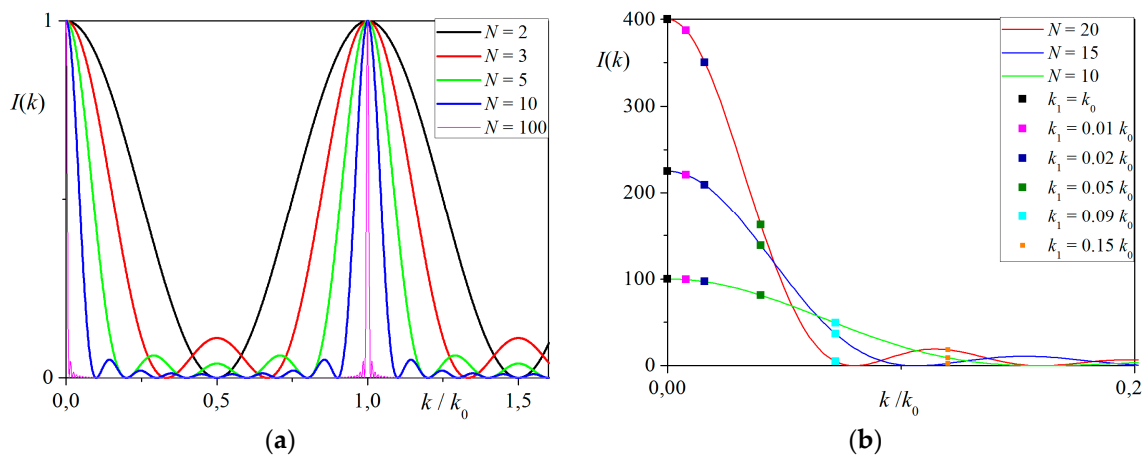 1
I(k)
0
N = 2
N = 3
N = 5
N = 10
N = 100
0,0
0,5
1,0
k / k0
1,5
(a)
400
I(k)
300
200
100
0
N = 20
N = 15
N = 10
k1 = k0
k1 = 0.01 k0
k1 = 0.02 k0
k1 = 0.05 k0
k1 = 0.09 k0
k1 = 0.15 k0
0,00
k /k0
0,2
(b)